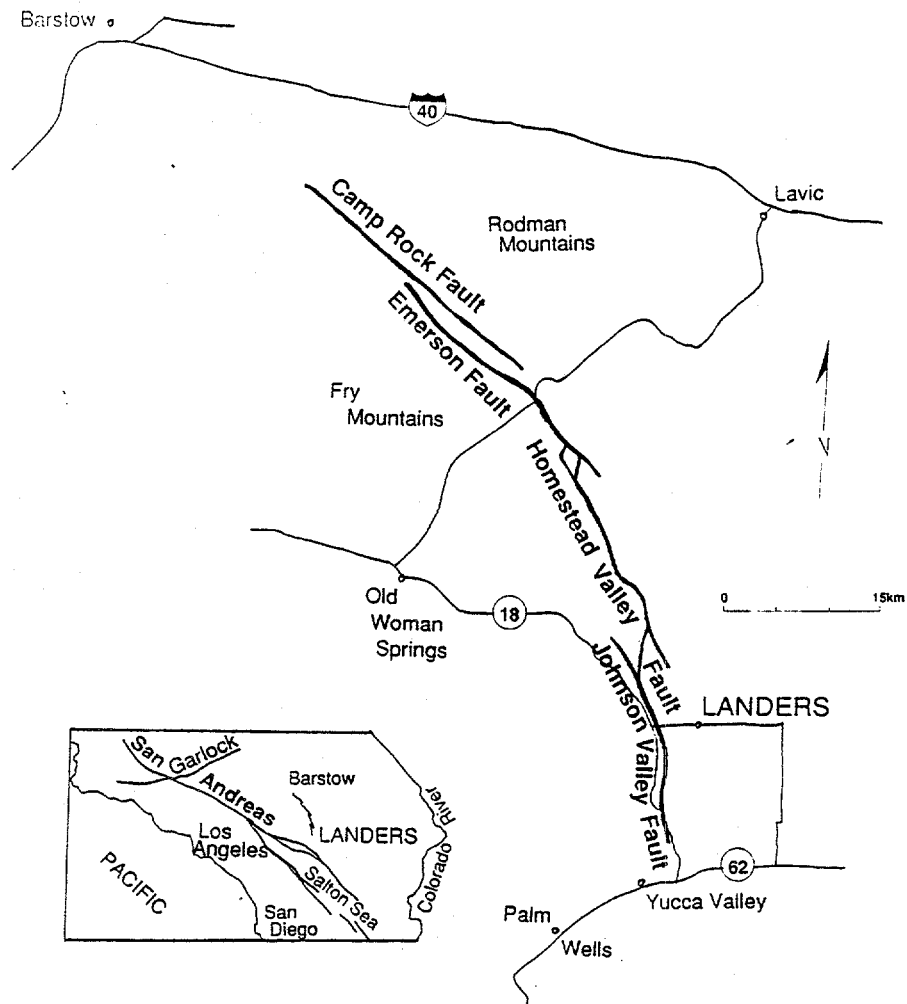 Barstow
40
Lavic
Camp Rock Fault
Rodman
Mountains
Emerson Fault
Fry
Mountains
N
Homestead Valley Fault
0 15km
Old
Woman
Springs
18
Johnson Valley Fault
LANDERS
San Andreas
Garlock
Barstow
LANDERS
Los
Angeles
Colorado River
PACIFIC
Salton Sea
San
Diego
62
Yucca Valley
Palm
Wells